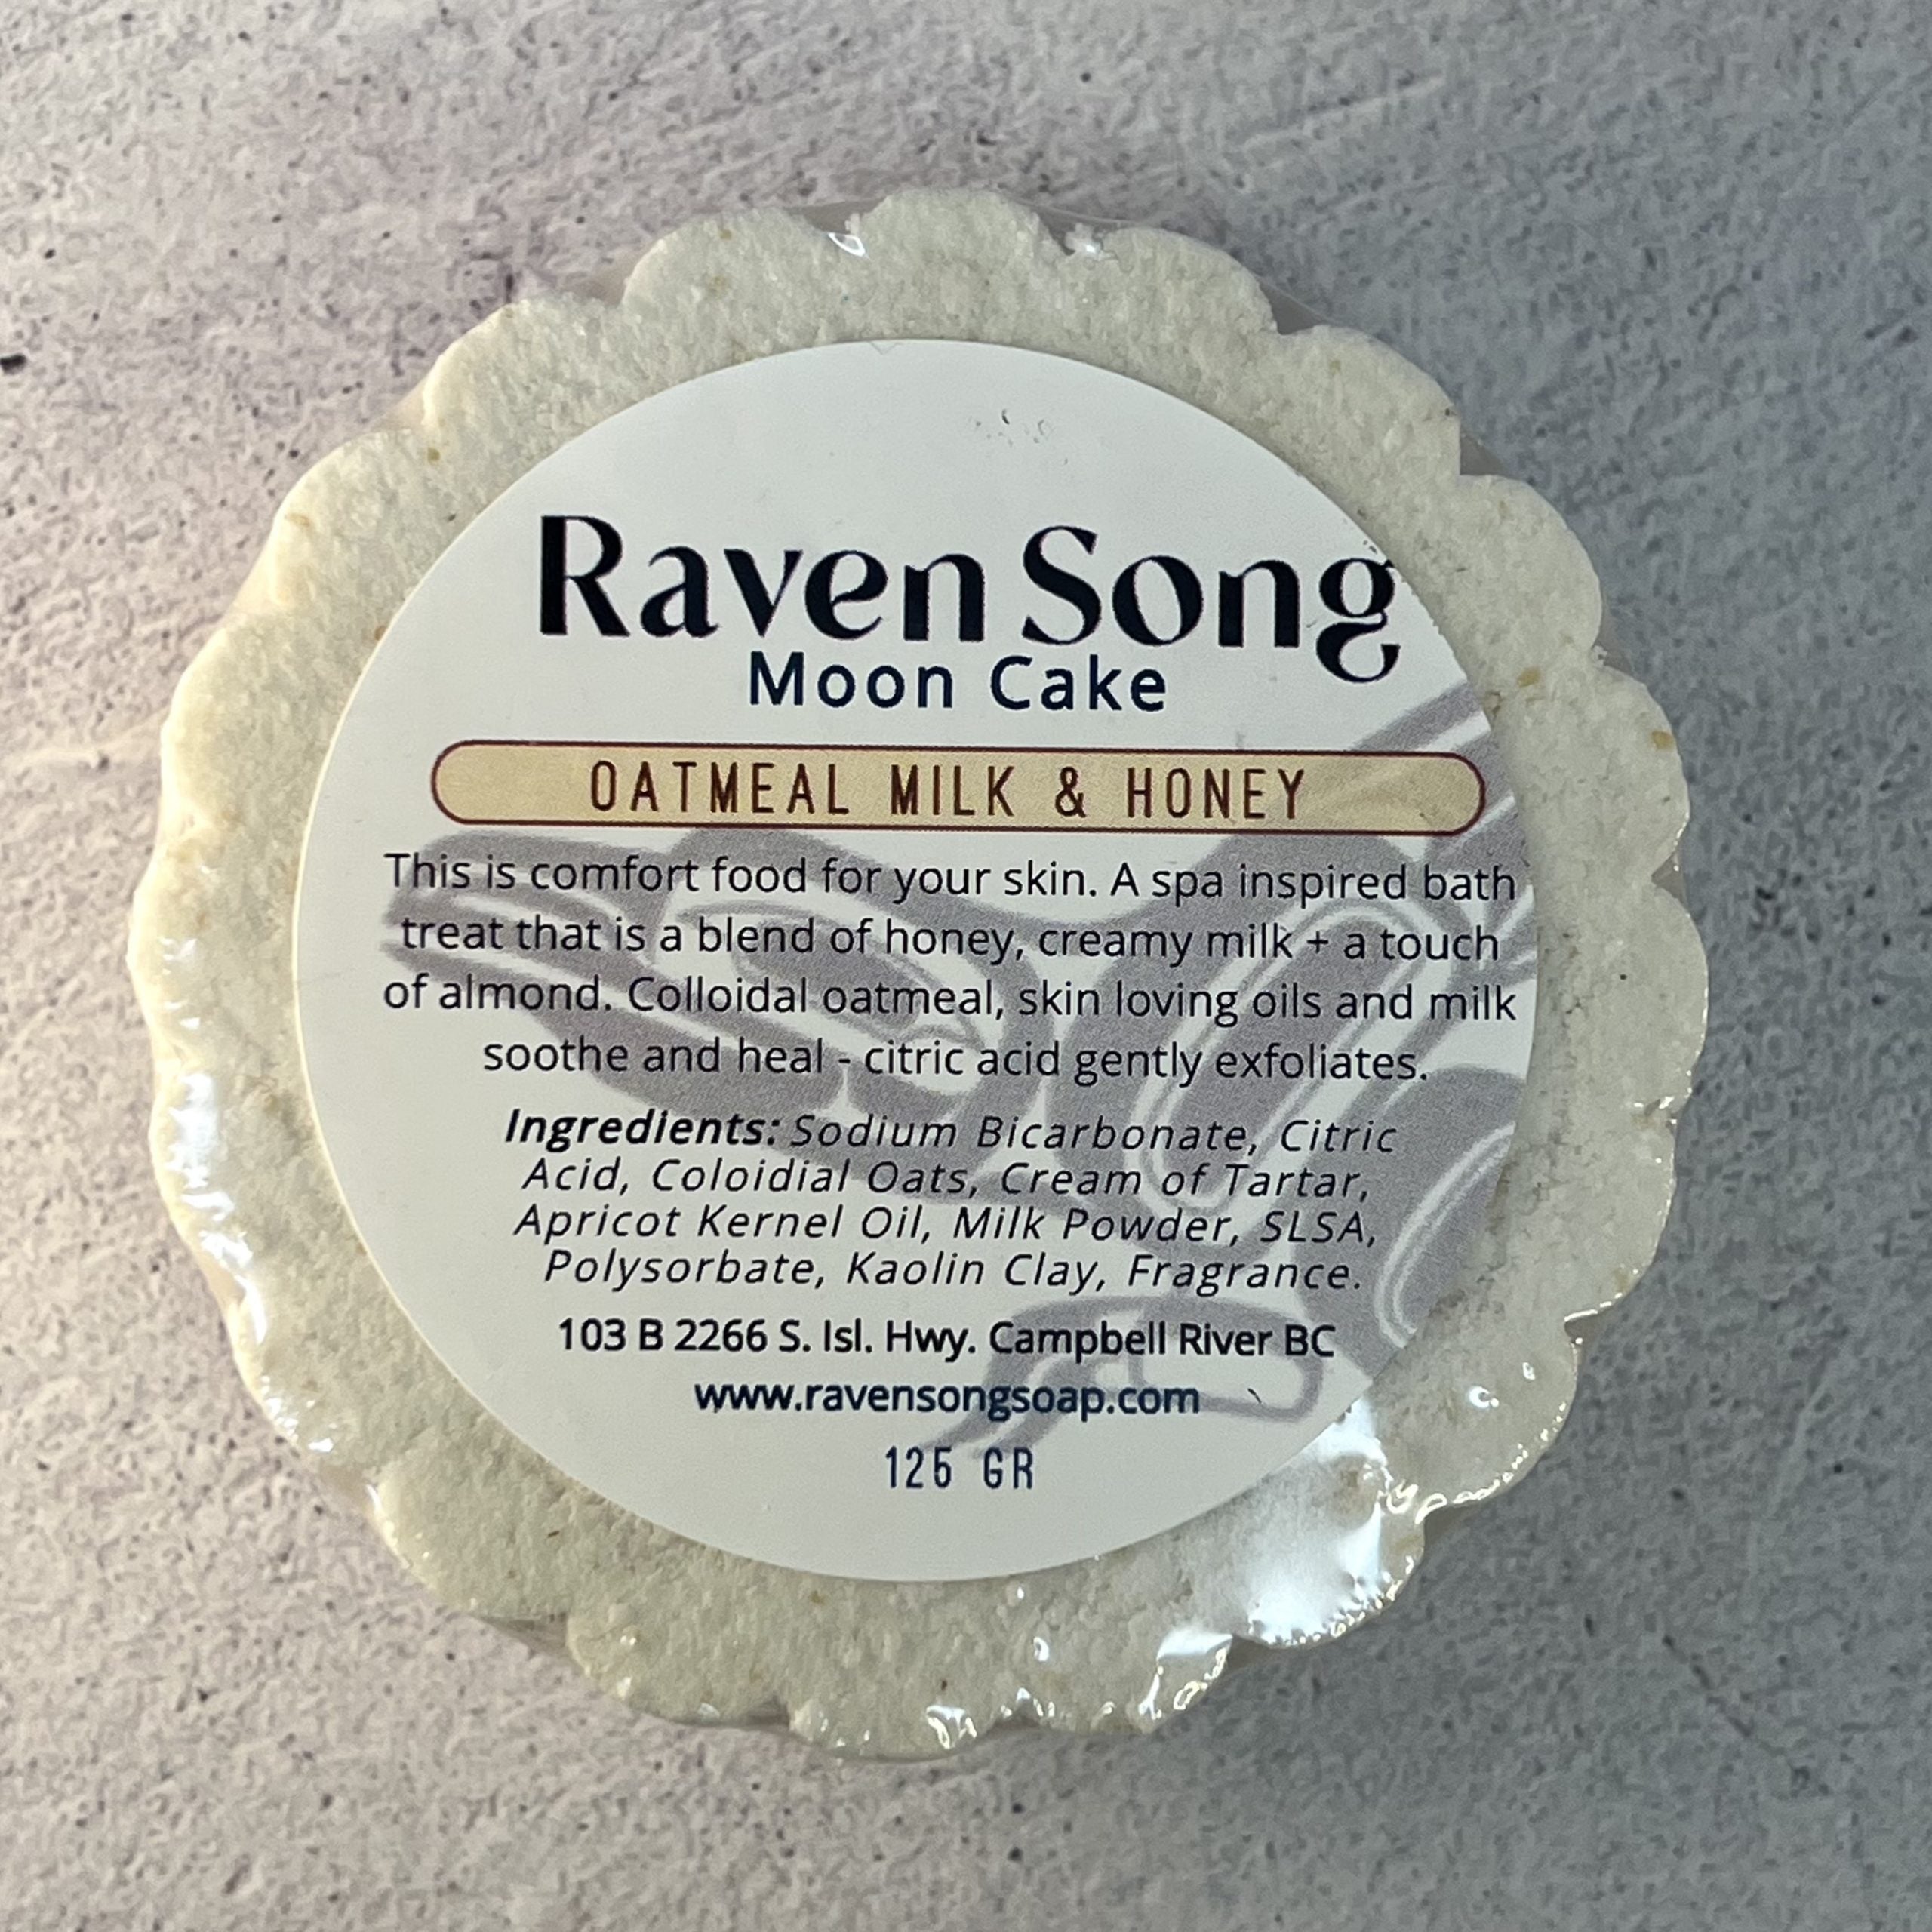 Raven Song
Moon Cake
OATMEAL MILK & HONEY
This is comfort food for your skin. A spa inspired bath
treat that is a blend of honey, creamy milk + a touch
of almond. Colloidal oatmeal, skin loving oils and milk
soothe and heal - citric acid gently exfoliates.
Ingredients: Sodium Bicarbonate, Citric
Acid, Coloidial Oats, Cream of Tartar,
Apricot Kernel Oil, Milk Powder, SLSA,
Polysorbate, Kaolin Clay, Fragrance.
103 B 2266 S. Isl. Hwy. Campbell River BC
www.ravensongsoap.com
125 GR